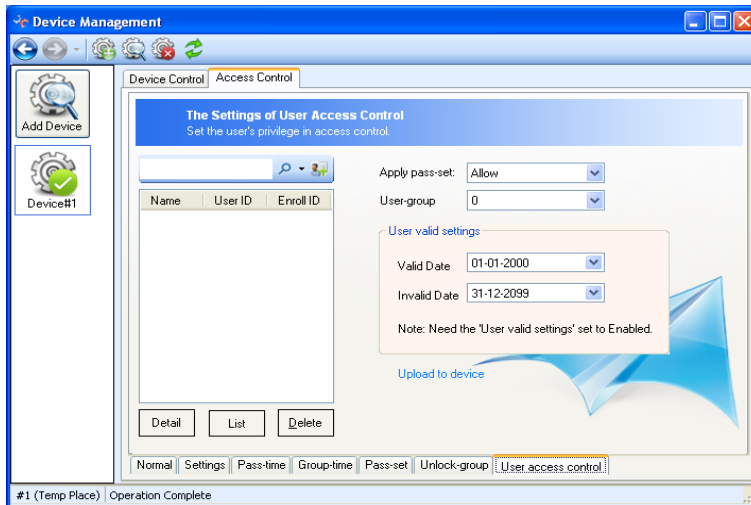 Device Management
Add Device
Device#1
Device Control Access Control
The Settings of User Access Control
Set the user's privilege in access control.
Name User ID Enroll ID
Apply pass-set: Allow
User-group 0
User valid settings
Valid Date 01-01-2000
Invalid Date 31-12-2099
Note: Need the 'User valid settings' set to Enabled.
Upload to device
Detail List Delete
Normal Settings Pass-time Group-time Pass-set Unlock-group User access control
#1 (Temp Place) Operation Complete